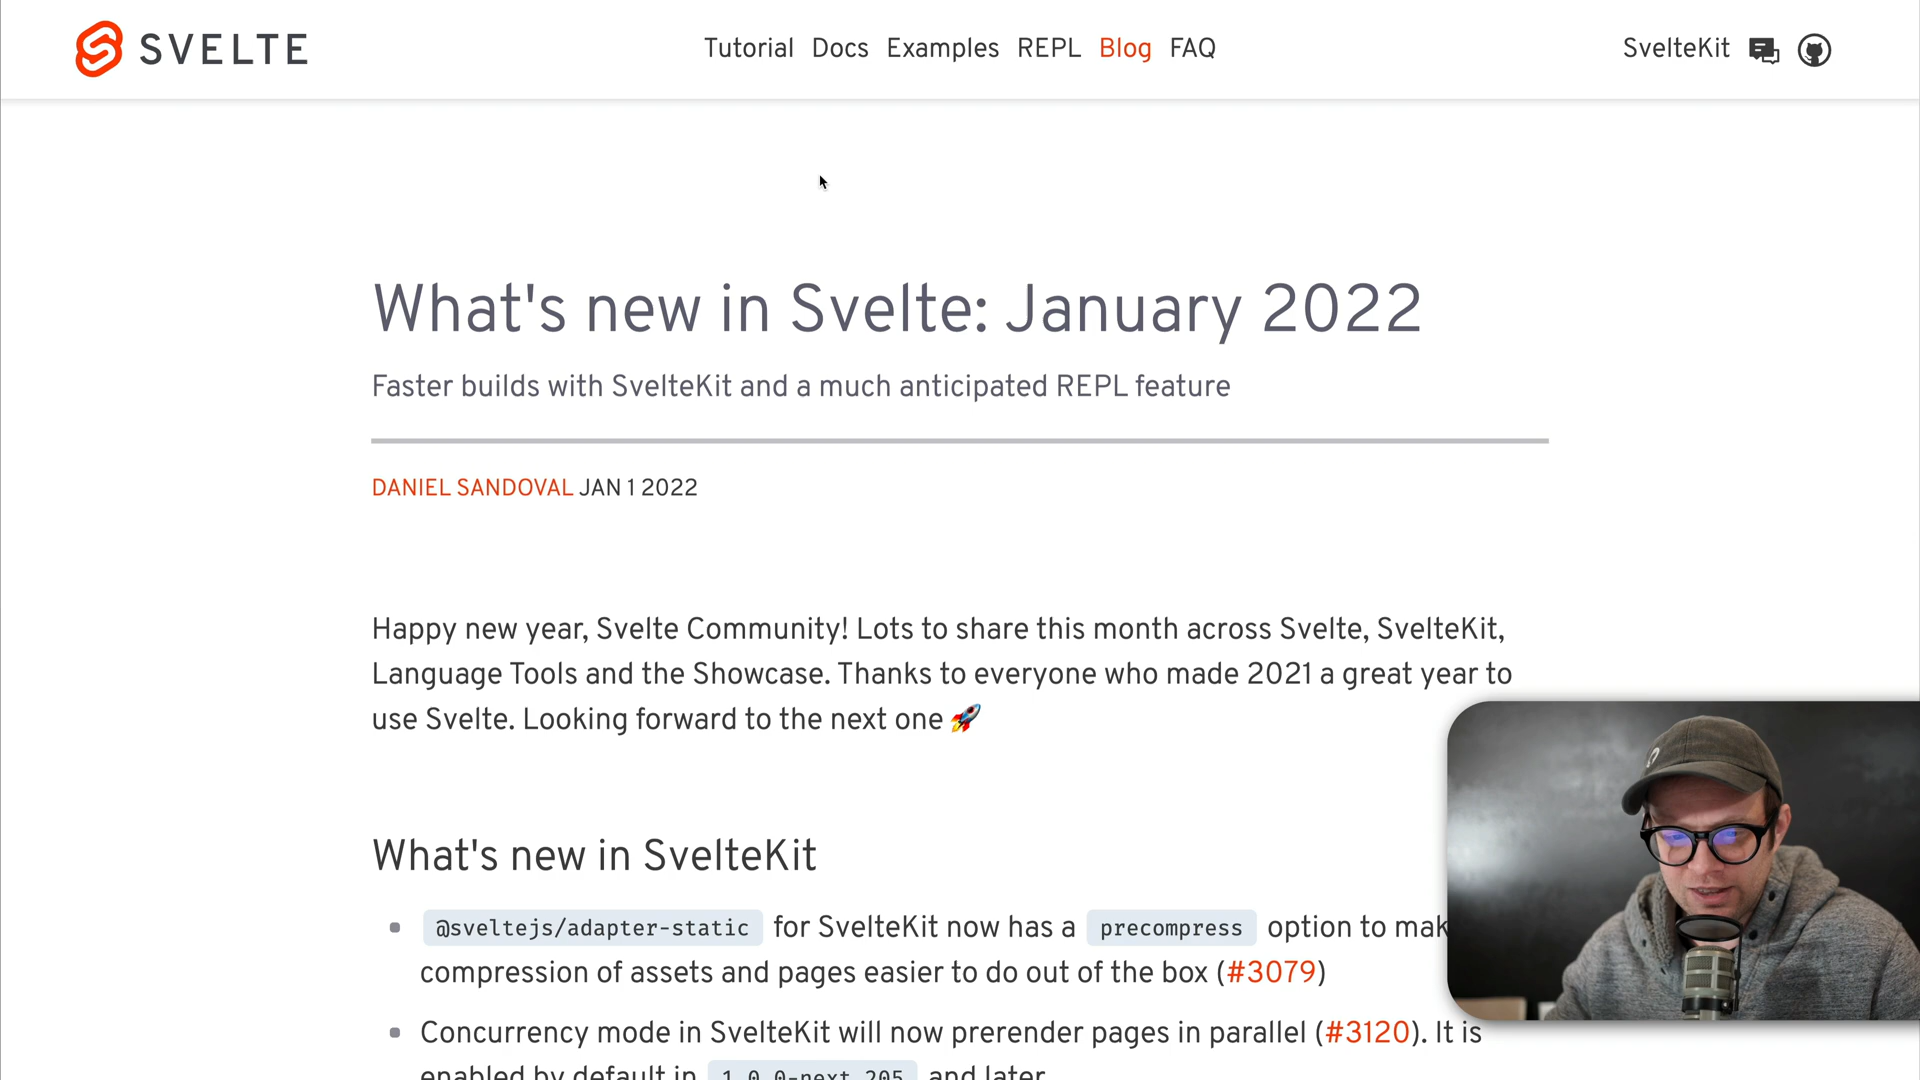 SVELTE
Tutorial Docs Examples REPL Blog FAQ
SvelteKit
What's new in Svelte: January 2022
Faster builds with SvelteKit and a much anticipated REPL feature
DANIEL SANDOVAL JAN 1 2022
Happy new year, Svelte Community! Lots to share this month across Svelte, SvelteKit,
Language Tools and the Showcase. Thanks to everyone who made 2021 a great year to
use Svelte. Looking forward to the next one 🚀
What's new in SvelteKit
@sveltejs/adapter-static for SvelteKit now has a precompress option to mak
compression of assets and pages easier to do out of the box (#3079)
Concurrency mode in SvelteKit will now prerender pages in parallel (#3120). It is
enabled by default in 1.0.0-next.205 and later